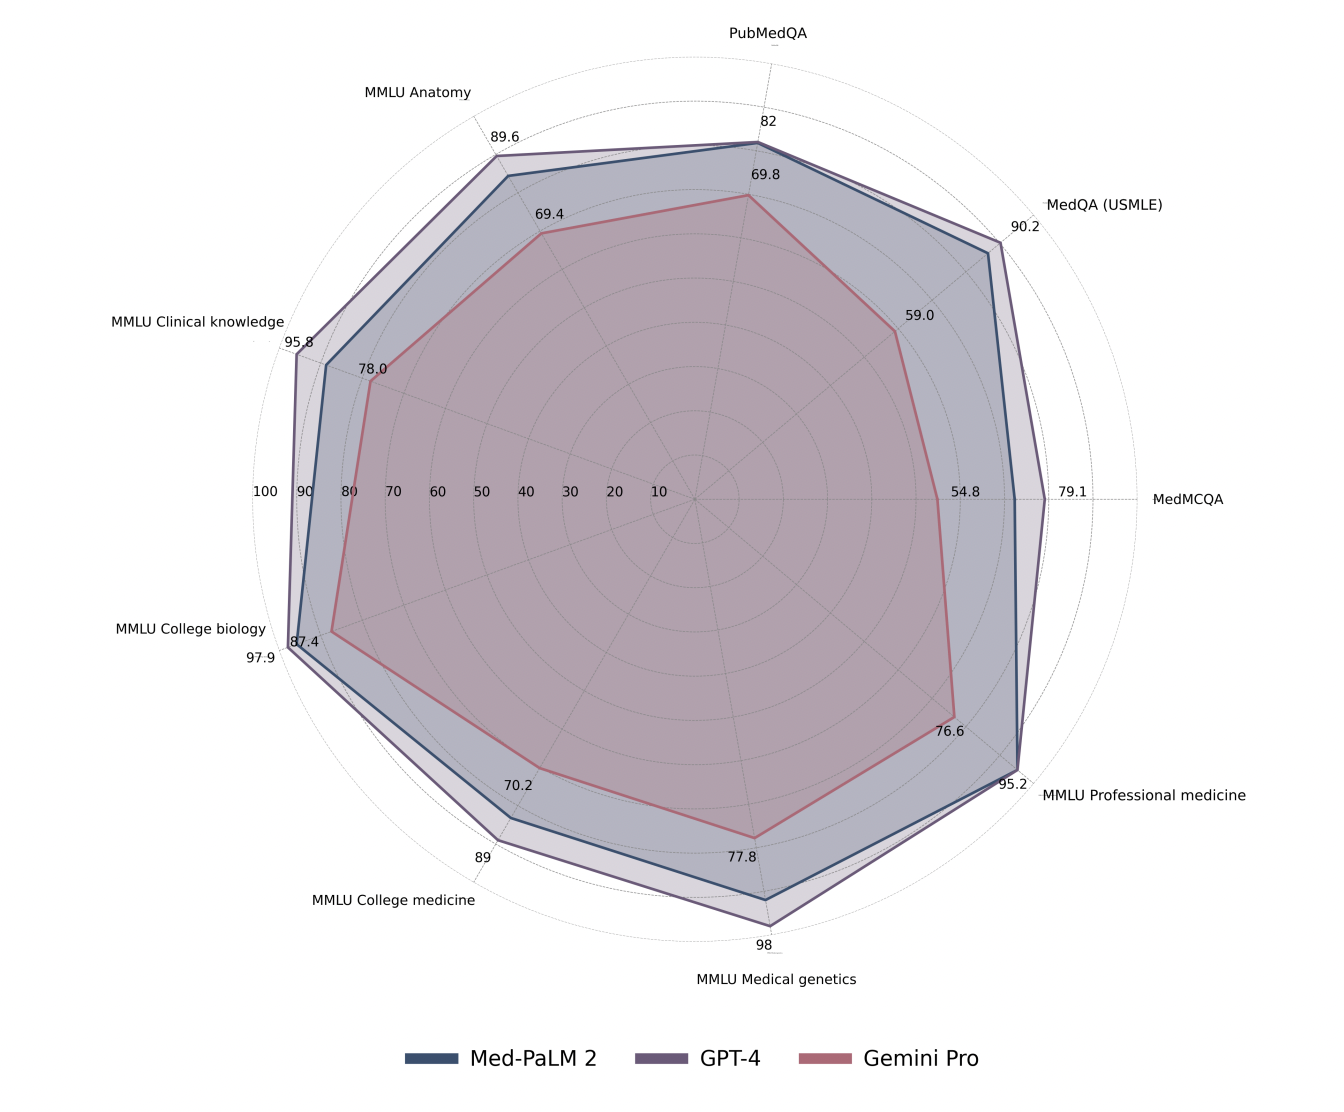 PubMedQA
MMLU Anatomy
82
89.6
69.8
MedQA (USMLE)
69.4
90.2
59.0
MMLU Clinical knowledge
95.8
78.0
100 90 80 70 60 50 40 30 20 10 54.8 79.1
MedMCQA
MMLU College biology
87.4
97.9
76.6
70.2
95.2
MMLU Professional medicine
89
77.8
MMLU College medicine
98
MMLU Medical genetics
Med-PaLM 2 GPT-4 Gemini Pro